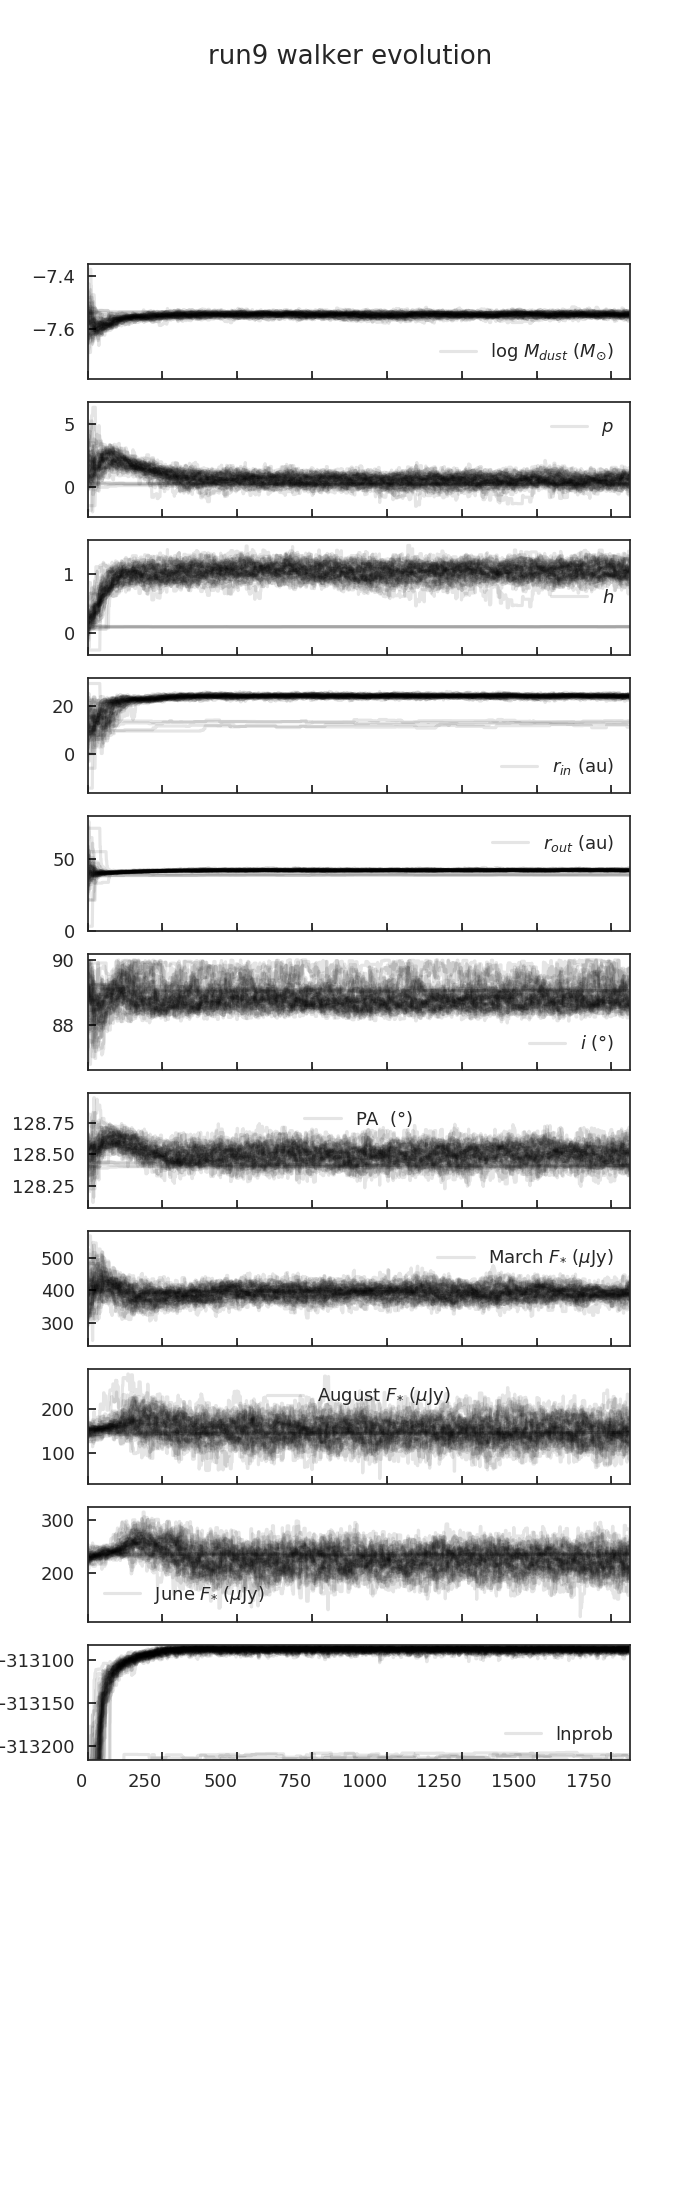 run9 walker evolution
−7.4
−7.6
log M_dust (M_⊙)
5
0
p
1
0
h
20
0
r_in (au)
50
0
r_out (au)
90
88
i (°)
128.75
128.50
128.25
PA (°)
500
400
300
March F_* (μJy)
200
100
August F_* (μJy)
300
200
June F_* (μJy)
−313100
−313150
−313200
lnprob
0 250 500 750 1000 1250 1500 1750